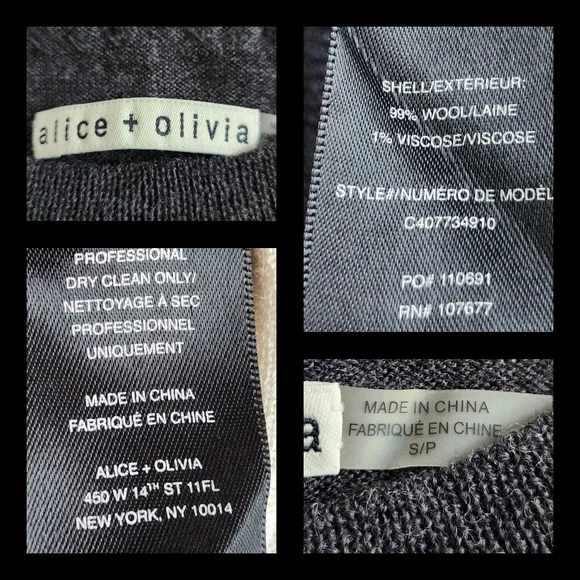 alice + olivia
SHELL/EXTÉRIEUR:
99% WOOL/LAINE
1% VISCOSE/VISCOSE
STYLE#/NUMÉRO DE MODÈL
C407734910
PO# 110691
RN# 107677
PROFESSIONAL
DRY CLEAN ONLY/
NETTOYAGE À SEC
PROFESSIONNEL
UNIQUEMENT
MADE IN CHINA
FABRIQUÉ EN CHINE
ALICE + OLIVIA
450 W 14TH ST 11FL
NEW YORK, NY 10014
a
MADE IN CHINA
FABRIQUÉ EN CHINE
S/P